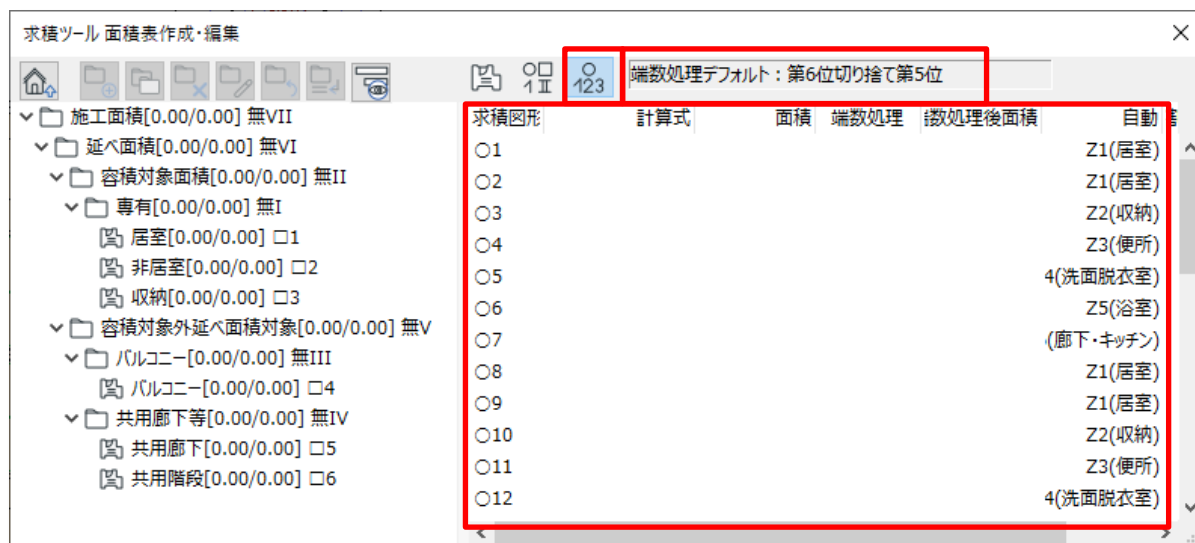 求積ツール 面積表作成・編集
○□
1 II
○
123
端数処理デフォルト：第6位切り捨て第5位
施工面積[0.00/0.00] 無VII
延べ面積[0.00/0.00] 無VI
容積対象面積[0.00/0.00] 無II
専有[0.00/0.00] 無I
居室[0.00/0.00] □1
非居室[0.00/0.00] □2
収納[0.00/0.00] □3
容積対象外延べ面積対象[0.00/0.00] 無V
バルコニー[0.00/0.00] 無III
バルコニー[0.00/0.00] □4
共用廊下等[0.00/0.00] 無IV
共用廊下[0.00/0.00] □5
共用階段[0.00/0.00] □6
求積図形 計算式 面積 端数処理 数処理後面積 自動
○1 Z1(居室)
○2 Z1(居室)
○3 Z2(収納)
○4 Z3(便所)
○5 4(洗面脱衣室)
○6 Z5(浴室)
○7 (廊下・キッチン)
○8 Z1(居室)
○9 Z1(居室)
○10 Z2(収納)
○11 Z3(便所)
○12 4(洗面脱衣室)